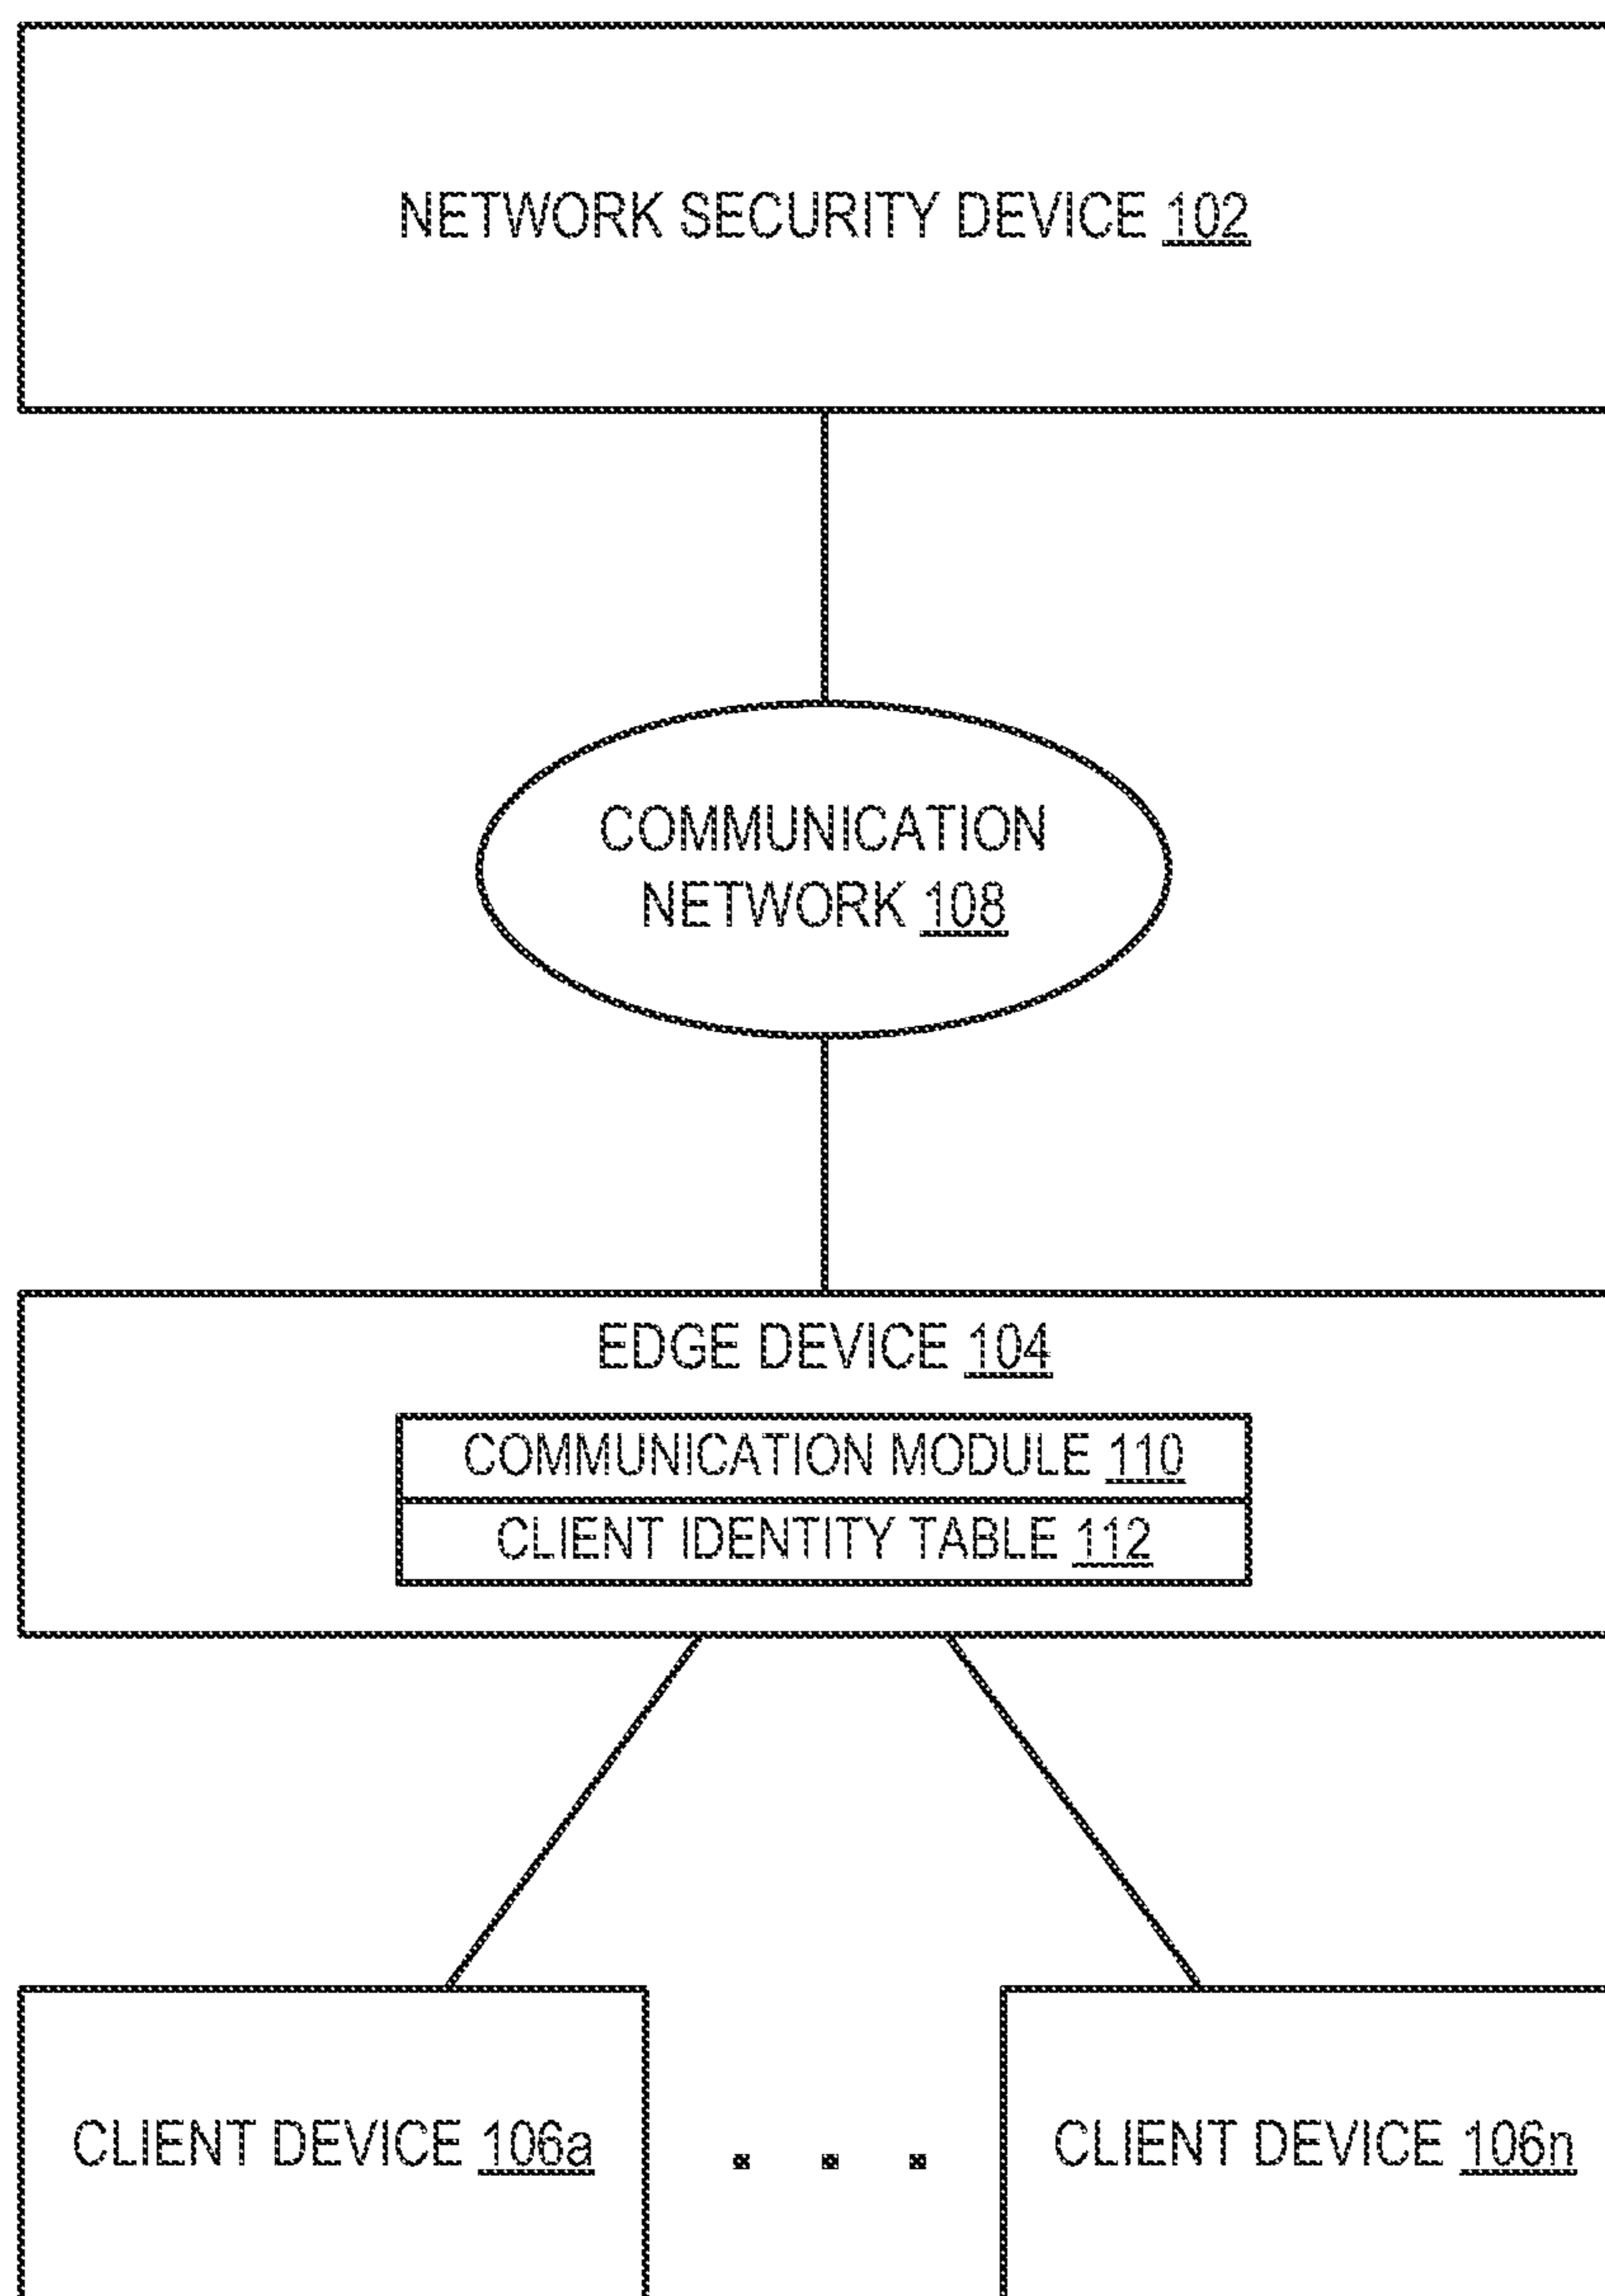 NETWORK SECURITY DEVICE 102
COMMUNICATION
NETWORK 108
EDGE DEVICE 104
COMMUNICATION MODULE 110
CLIENT IDENTITY TABLE 112
CLIENT DEVICE 106a . . . CLIENT DEVICE 106n